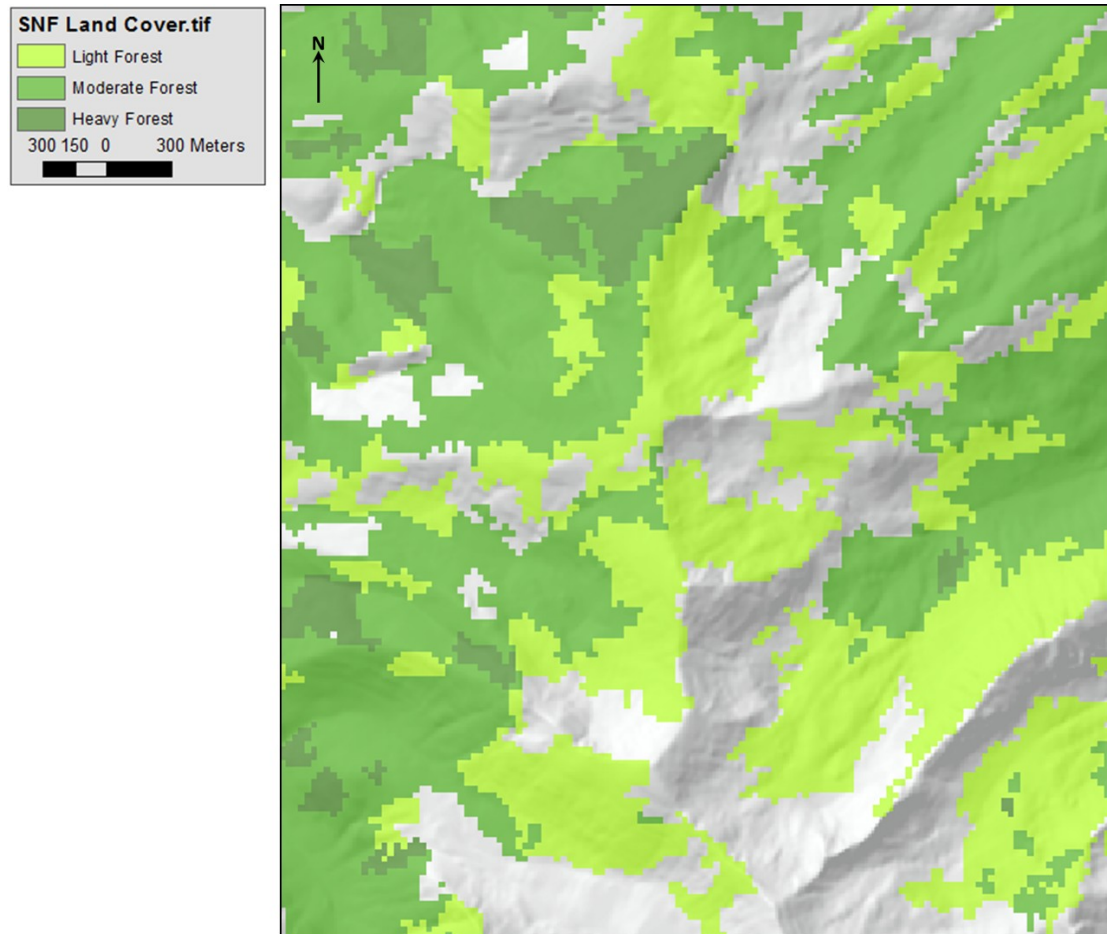 SNF Land Cover.tif
Light Forest
Moderate Forest
Heavy Forest
300 150 0 300 Meters
N